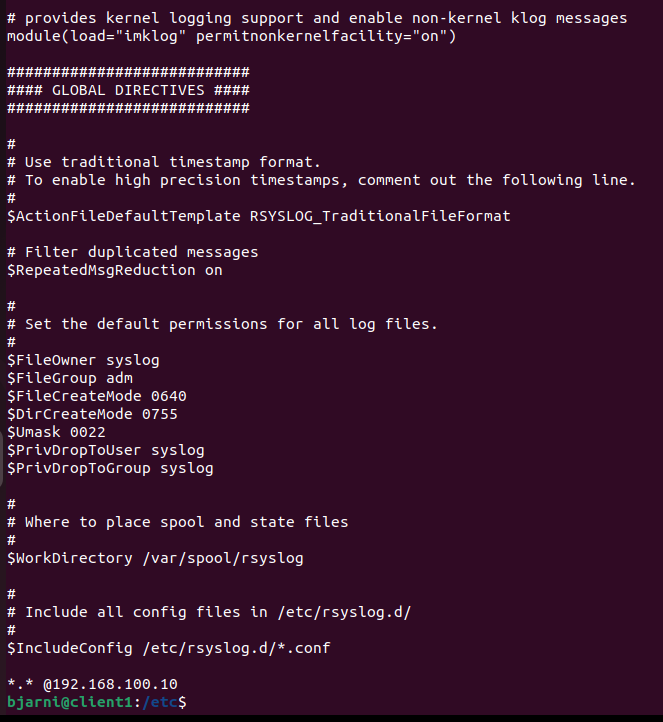 # provides kernel logging support and enable non-kernel klog messages
module(load="imklog" permitnonkernelfacility="on")
###########################
#### GLOBAL DIRECTIVES ####
###########################
#
# Use traditional timestamp format.
# To enable high precision timestamps, comment out the following line.
#
$ActionFileDefaultTemplate RSYSLOG_TraditionalFileFormat
# Filter duplicated messages
$RepeatedMsgReduction on
#
# Set the default permissions for all log files.
#
$FileOwner syslog
$FileGroup adm
$FileCreateMode 0640
$DirCreateMode 0755
$Umask 0022
$PrivDropToUser syslog
$PrivDropToGroup syslog
#
# Where to place spool and state files
#
$WorkDirectory /var/spool/rsyslog
#
# Include all config files in /etc/rsyslog.d/
#
$IncludeConfig /etc/rsyslog.d/*.conf
*.* @192.168.100.10
bjarni@client1:/etc$